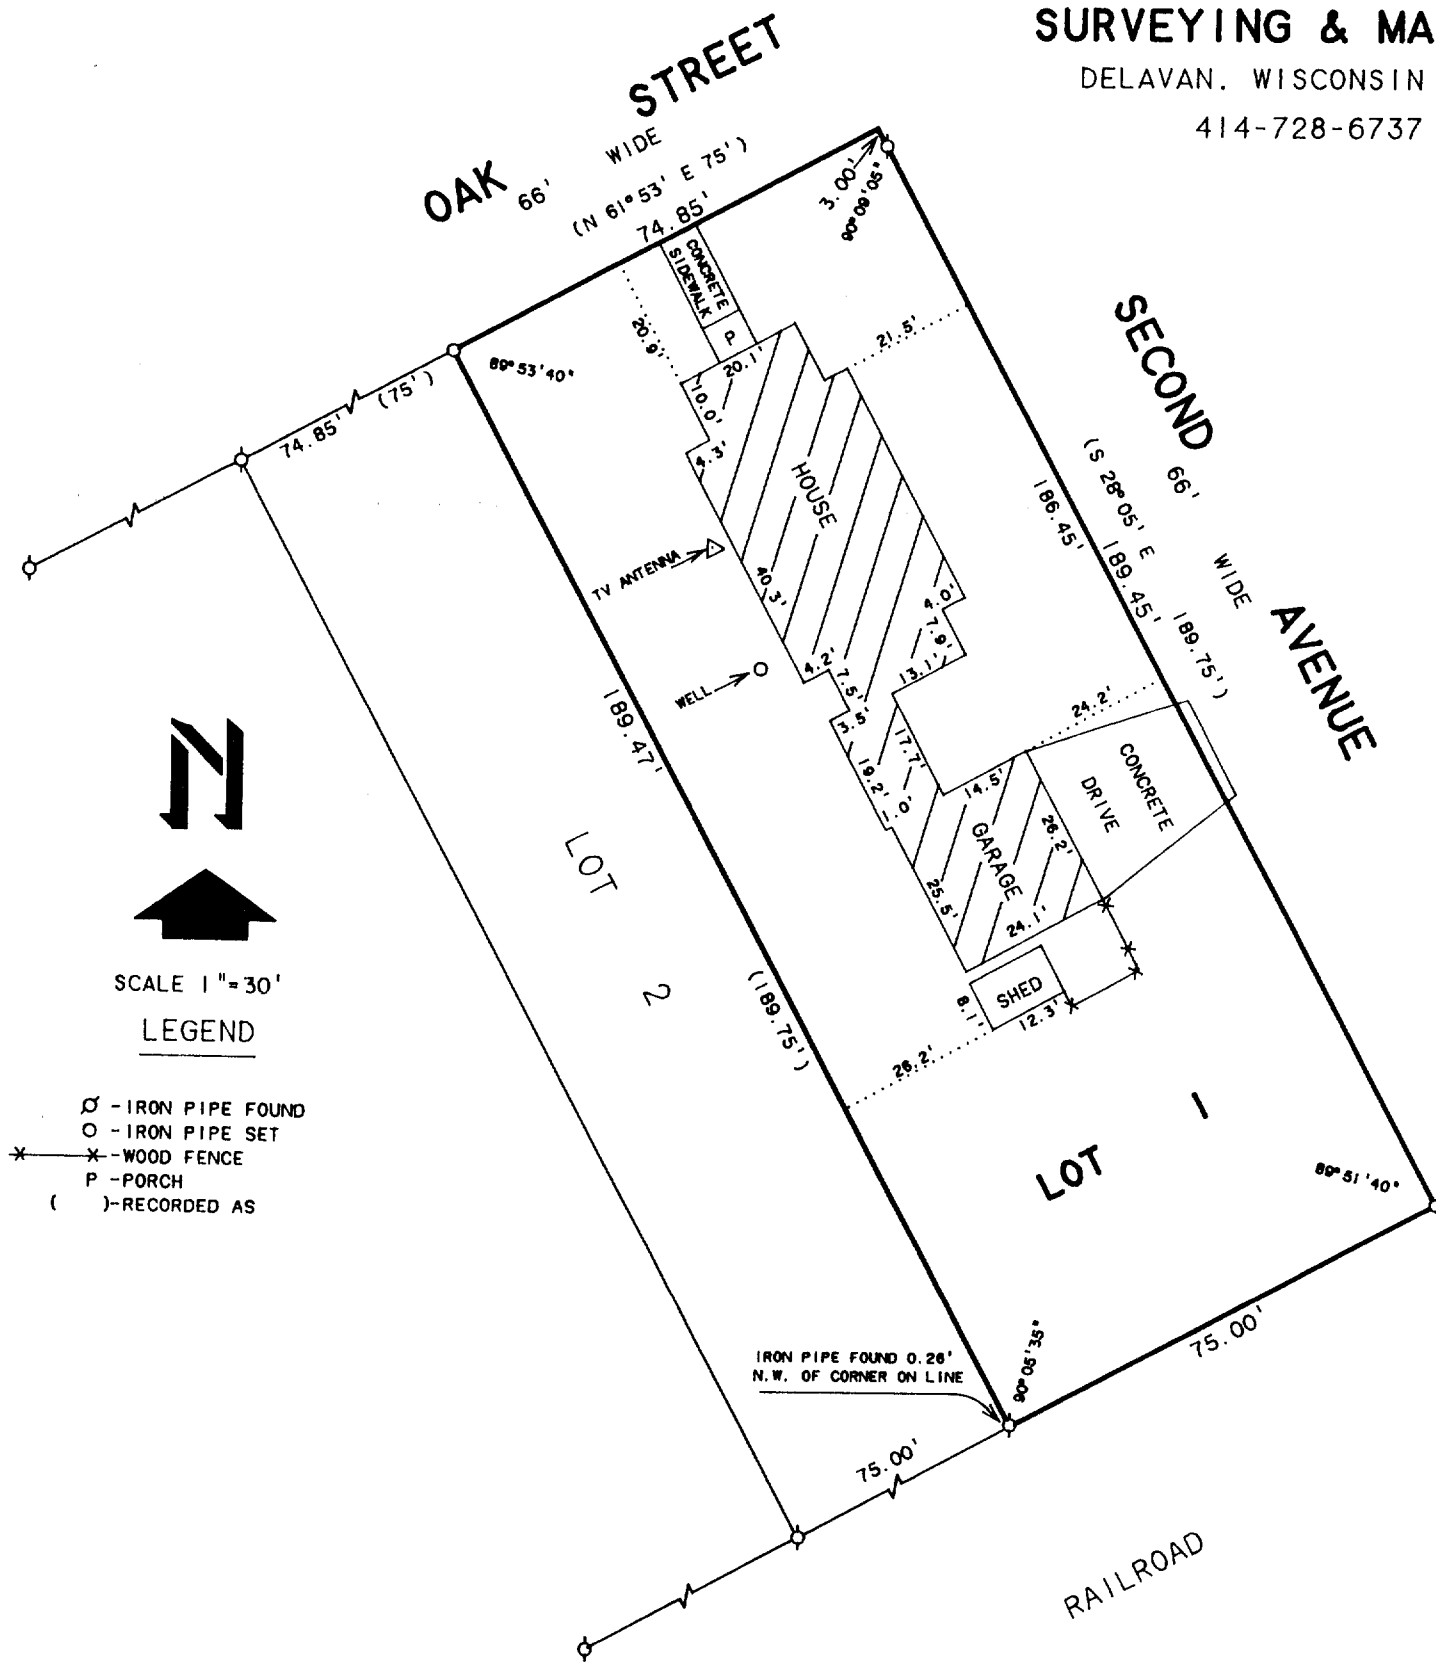 SURVEYING & MA
DELAVAN. WISCONSIN
414-728-6737
OAK STREET
66' WIDE
(N 61°53' E 75')
74.85'
3.00'
90°09'05"
CONCRETE
SIDEWALK
P
20.9'
20.1'
21.5'
89°53'40"
(75')
74.85'
10.0'
4.3'
HOUSE
SECOND AVENUE
66' WIDE
(S 28°05' E 189.75')
186.45'
189.45'
TV ANTENNA
40.3'
4.0'
7.9'
13.1'
4.2'
7.5'
WELL
3.5'
17.7'
19.2'
1.0'
14.5'
24.2'
CONCRETE
DRIVE
189.47'
N
GARAGE
26.2'
25.5'
24.1'
LOT 2
SHED
8.1'
12.3'
26.2'
(189.75')
SCALE 1"=30'
LEGEND
Ø -IRON PIPE FOUND
O -IRON PIPE SET
X X -WOOD FENCE
P -PORCH
( )-RECORDED AS
LOT 1
89°51'40"
75.00'
90°05'35"
IRON PIPE FOUND 0.26'
N.W. OF CORNER ON LINE
75.00'
RAILROAD